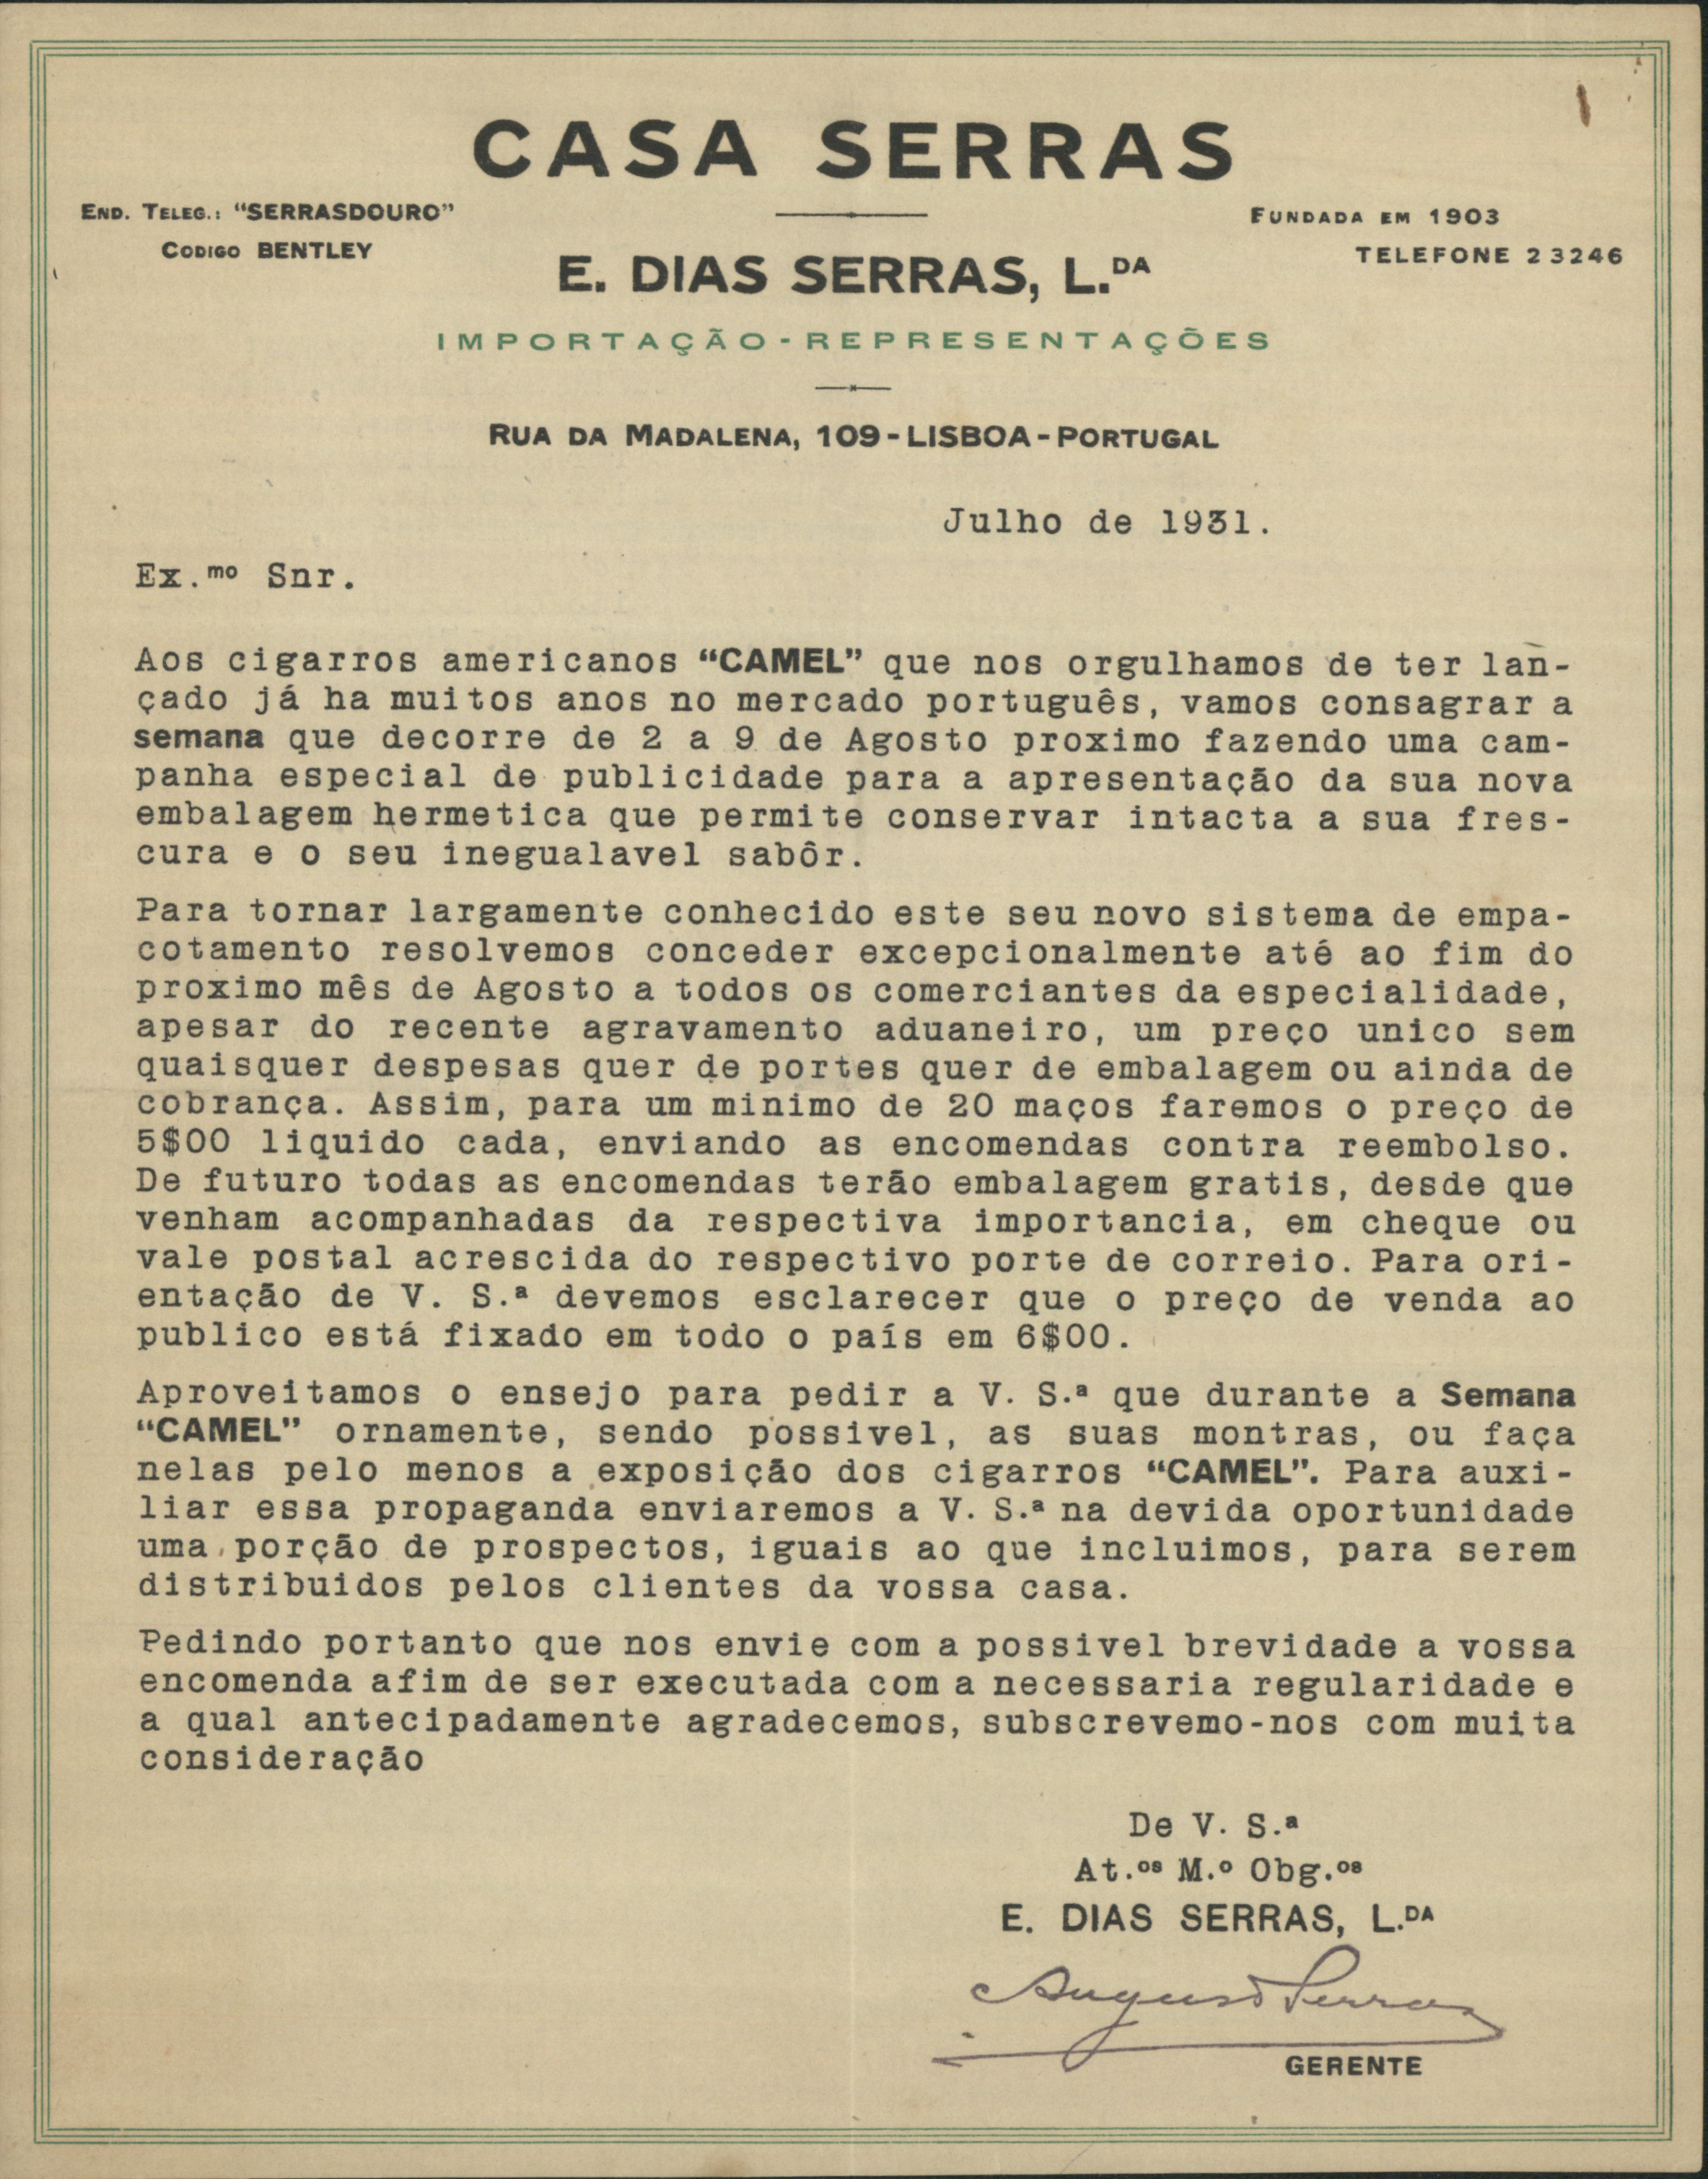 CASA SERRAS
END. TELEG.: “SERRASDOURO”
CODIGO BENTLEY
FUNDADA EM 1903
TELEFONE 23246
E. DIAS SERRAS, L.DA
IMPORTAÇÃO-REPRESENTAÇÕES
RUA DA MADALENA, 109-LISBOA-PORTUGAL
Julho de 1931.
Ex.mo Snr.
Aos cigarros americanos “CAMEL” que nos orgulhamos de ter lan-
çado já ha muitos anos no mercado português, vamos consagrar a
semana que decorre de 2 a 9 de Agosto proximo fazendo uma cam-
panha especial de publicidade para a apresentação da sua nova
embalagem hermetica que permite conservar intacta a sua fres-
cura e o seu inegualavel sabôr.
Para tornar largamente conhecido este seu novo sistema de empa-
cotamento resolvemos conceder excepcionalmente até ao fim do
proximo mês de Agosto a todos os comerciantes da especialidade,
apesar do recente agravamento aduaneiro, um preço unico sem
quaisquer despesas quer de portes quer de embalagem ou ainda de
cobrança. Assim, para um minimo de 20 maços faremos o preço de
5$00 liquido cada, enviando as encomendas contra reembolso.
De futuro todas as encomendas terão embalagem gratis, desde que
venham acompanhadas da respectiva importancia, em cheque ou
vale postal acrescida do respectivo porte de correio. Para ori-
entação de V. S.ª devemos esclarecer que o preço de venda ao
publico está fixado em todo o país em 6$00.
Aproveitamos o ensejo para pedir a V. S.ª que durante a Semana
“CAMEL” ornamente, sendo possivel, as suas montras, ou faça
nelas pelo menos a exposição dos cigarros “CAMEL”. Para auxi-
liar essa propaganda enviaremos a V. S.ª na devida oportunidade
uma porção de prospectos, iguais ao que incluimos, para serem
distribuidos pelos clientes da vossa casa.
Pedindo portanto que nos envie com a possivel brevidade a vossa
encomenda afim de ser executada com a necessaria regularidade e
a qual antecipadamente agradecemos, subscrevemo-nos com muita
consideração
De V. S.ª
At.os M.º Obg.os
E. DIAS SERRAS, L.DA
Augusto Serras
GERENTE